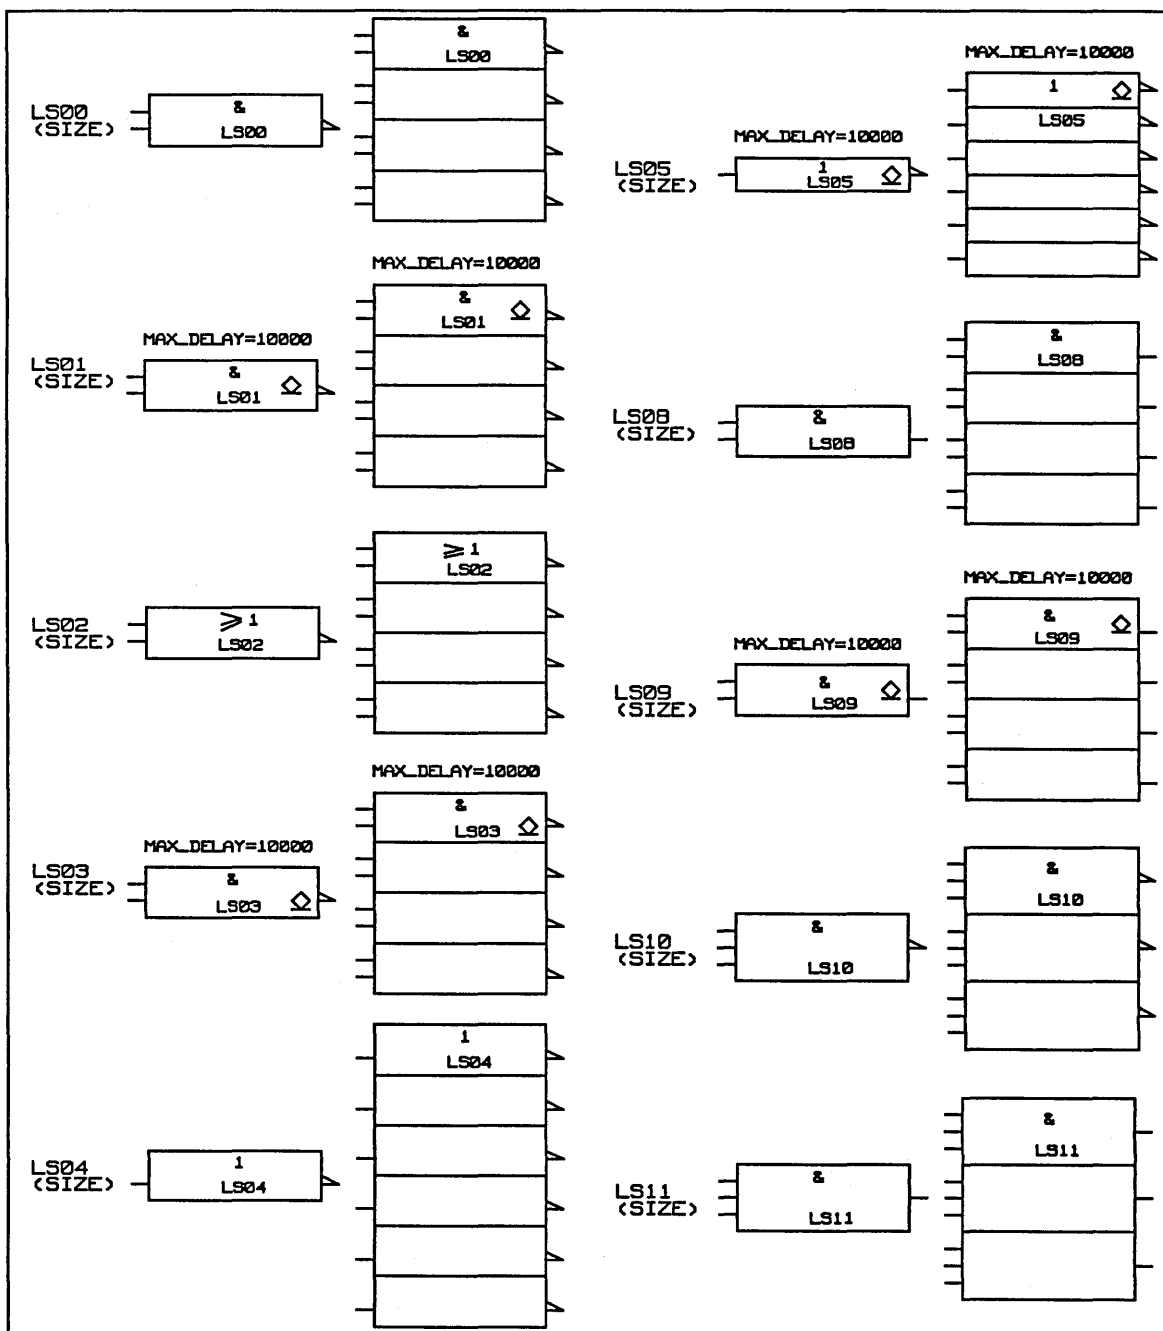 &
LS00
LS00
(SIZE)
&
LS00
MAX_DELAY=10000
&
LS01
MAX_DELAY=10000
LS01
(SIZE)
&
LS01
≥1
LS02
LS02
(SIZE)
≥1
LS02
MAX_DELAY=10000
&
LS03
MAX_DELAY=10000
LS03
(SIZE)
&
LS03
1
LS04
LS04
(SIZE)
1
LS04
MAX_DELAY=10000
1
LS05
MAX_DELAY=10000
LS05
(SIZE)
1
LS05
&
LS08
LS08
(SIZE)
&
LS08
MAX_DELAY=10000
&
LS09
MAX_DELAY=10000
LS09
(SIZE)
&
LS09
&
LS10
LS10
(SIZE)
&
LS10
&
LS11
LS11
(SIZE)
&
LS11